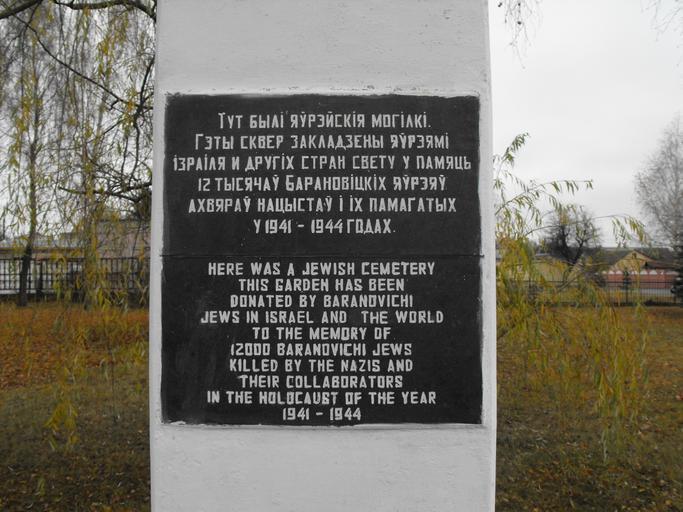 Тут былі яўрэйскія могілкі.
Гэты сквер закладзены яўрэямі
Ізраіля и другіх стран свету у памяць
12 тысячаў Барановіцкіх яўрэяў
ахвяраў нацыстаў і іх памагатых
у 1941 - 1944 годах.
HERE WAS A JEWISH CEMETERY
THIS GARDEN HAS BEEN
DONATED BY BARANOVICHI
JEWS IN ISRAEL AND THE WORLD
TO THE MEMORY OF
12000 BARANOVICHI JEWS
KILLED BY THE NAZIS AND
THEIR COLLABORATORS
IN THE HOLOCAUST OF THE YEAR
1941 - 1944